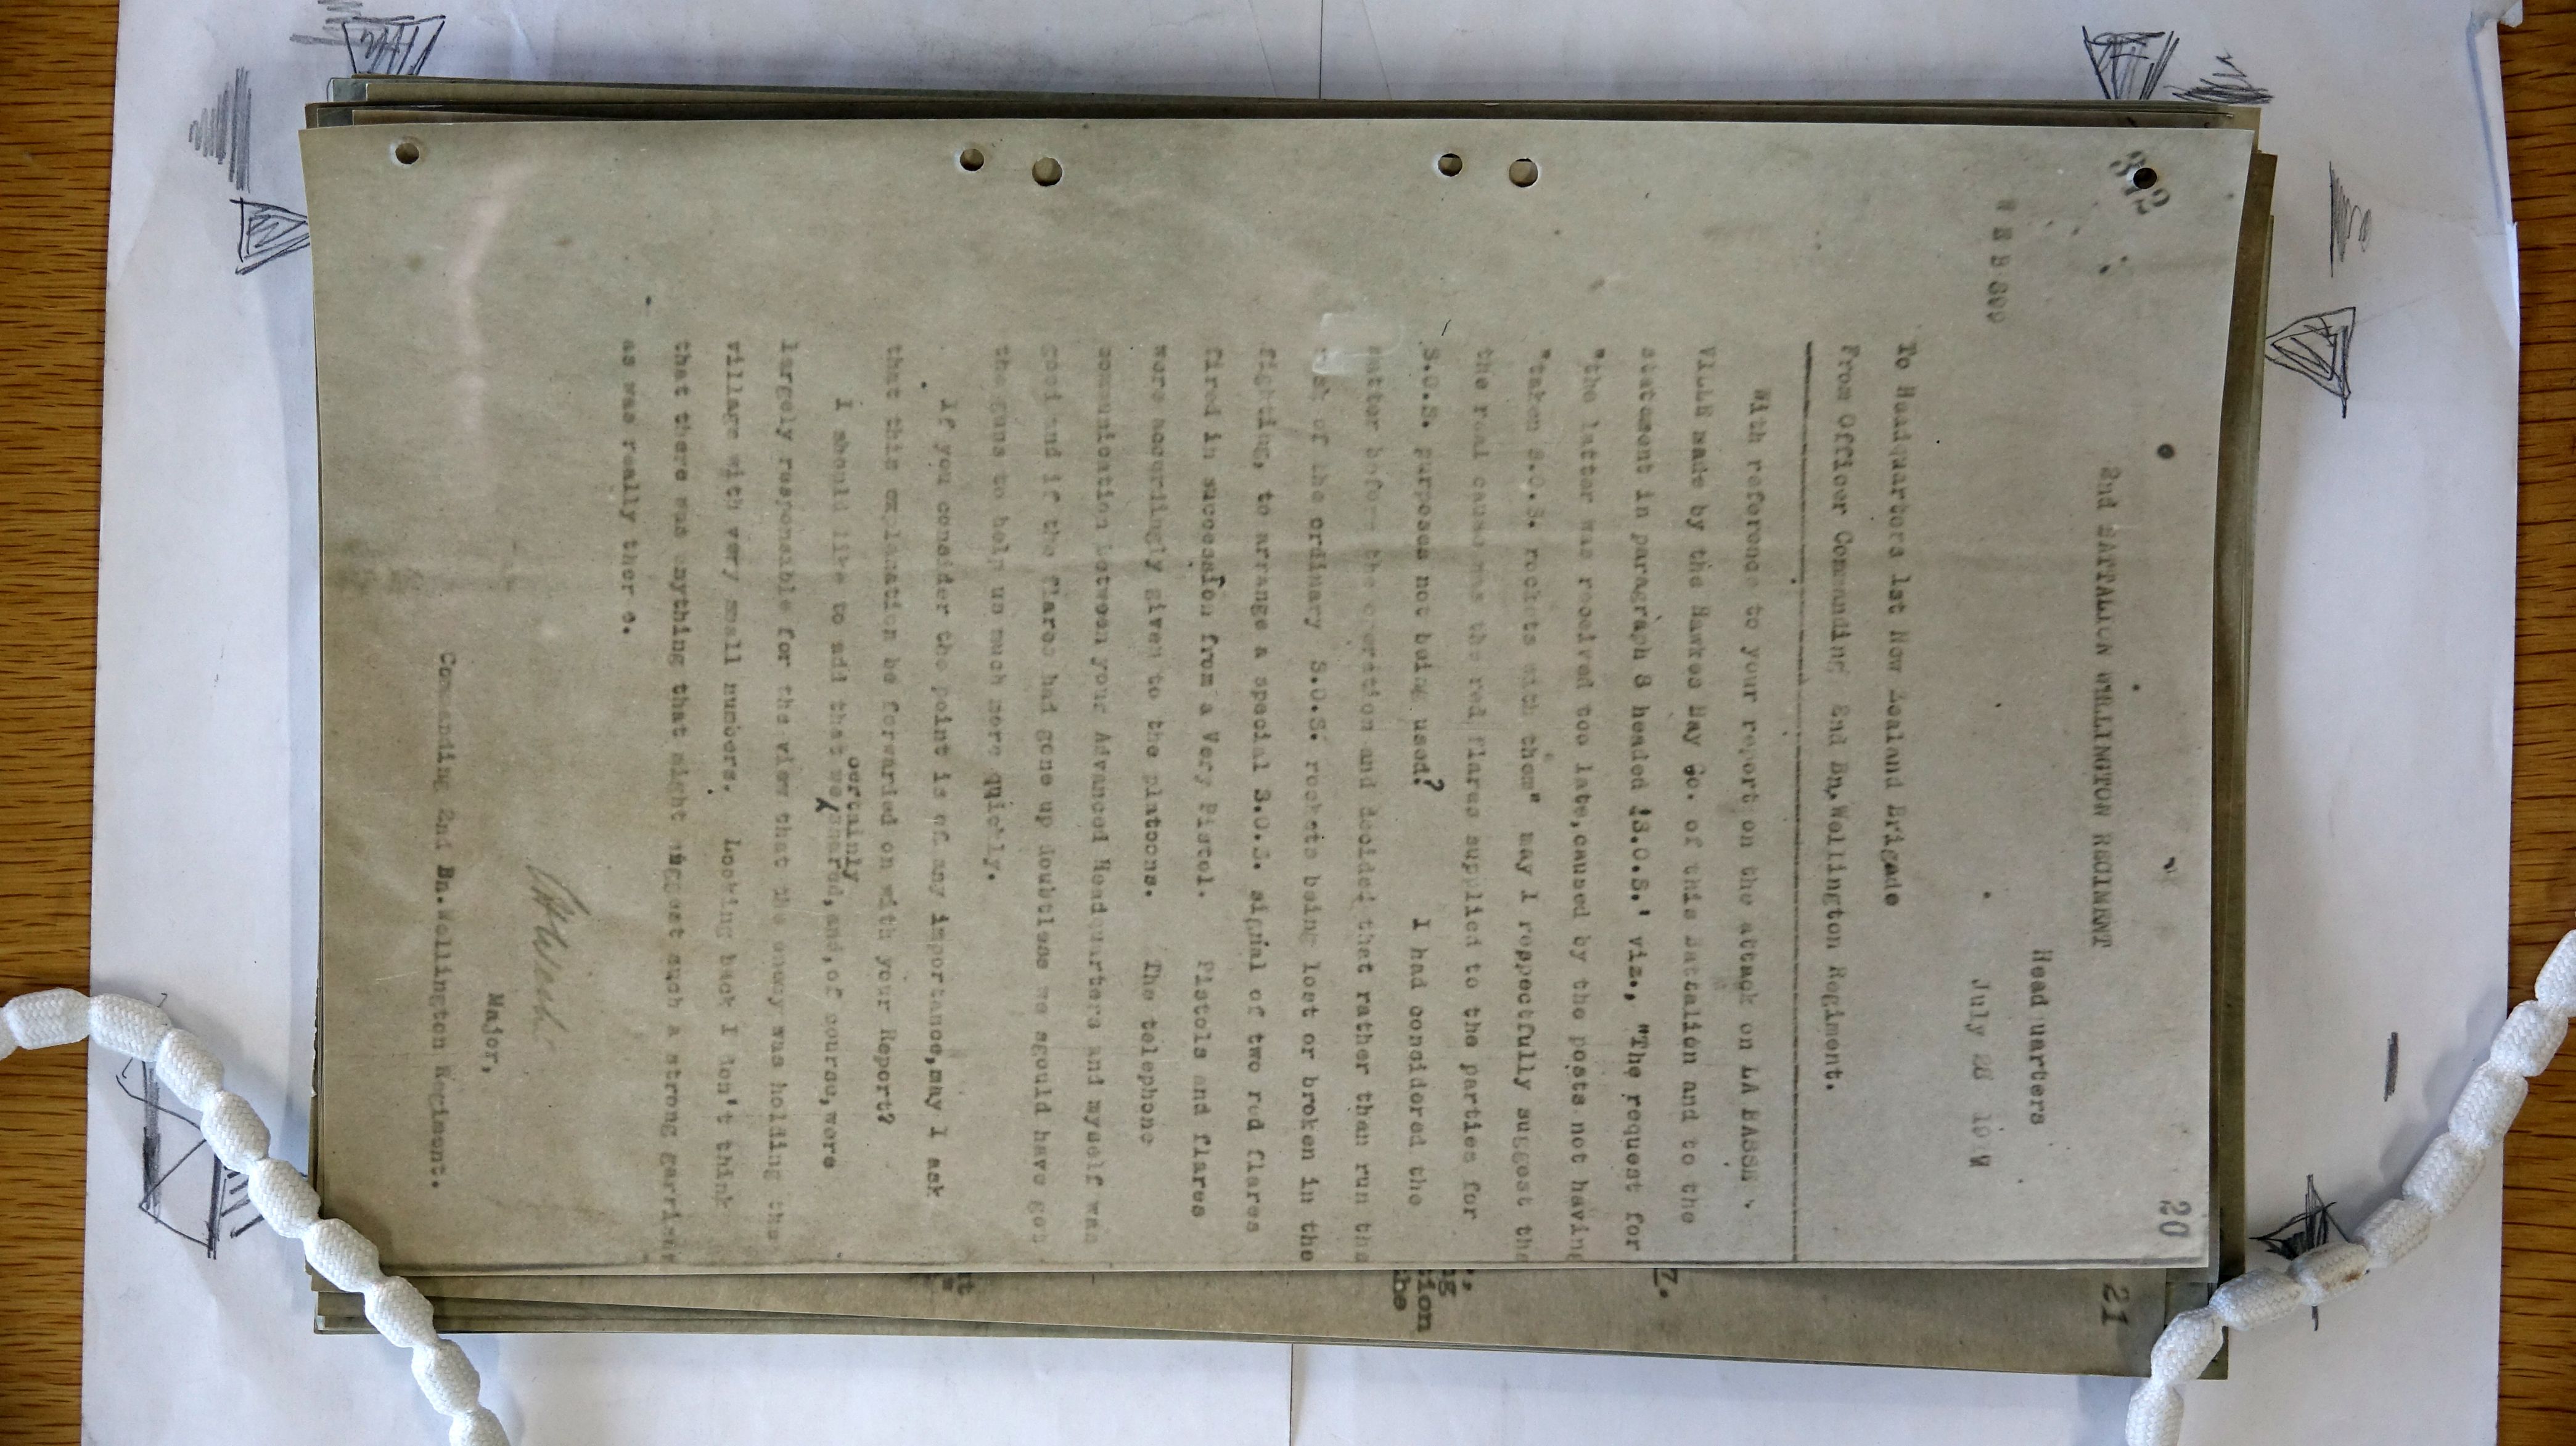 342
20
2nd BATTALION WELLINGTON REGIMENT
Headquarters
July 28 19
609
To Headquarters 1st New Zealand Brigade
From Officer Commanding 2nd Bn.Wellington Regiment.
With reference to your report on the attack on LA BASSE
VILLE made by the Hawkes Bay Co. of this Battalion and to the
statement in paragraph 8 headed 'S.O.S.' viz., "The request for
"the latter was received too late,caused by the posts not having
"taken S.O.S. rockets with them" may I respectfully suggest the
the real cause was the red flares supplied to the parties for
S.O.S. purposes not being used? I had considered the
matter before the operation and decided that rather than run the
risk of the ordinary S.O.S. rockets being lost or broken in the
fighting, to arrange a special S.O.S. signal of two red flares
fired in succession from a Very Pistol. Pistols and flares
were accordingly given to the platoons. The telephone
communication between your Advanced Headquarters and myself was
good and if the flares had gone up doubtless we sgould have got
the guns to help us much more quickly.
If you consider the point is of any importance,may I ask
that this explanation be forwarded on with your Report?
certainly
I should like to add that we shared,and,of course,were
largely responsible for the view that the enemy was holding the
village with very small numbers. Looking back I don't think
that there was anything that might suggest such a strong garrison
as was really ther e.
Major,
Commanding 2nd Bn.Wellington Regiment.
21
Z.
ng
sion
the